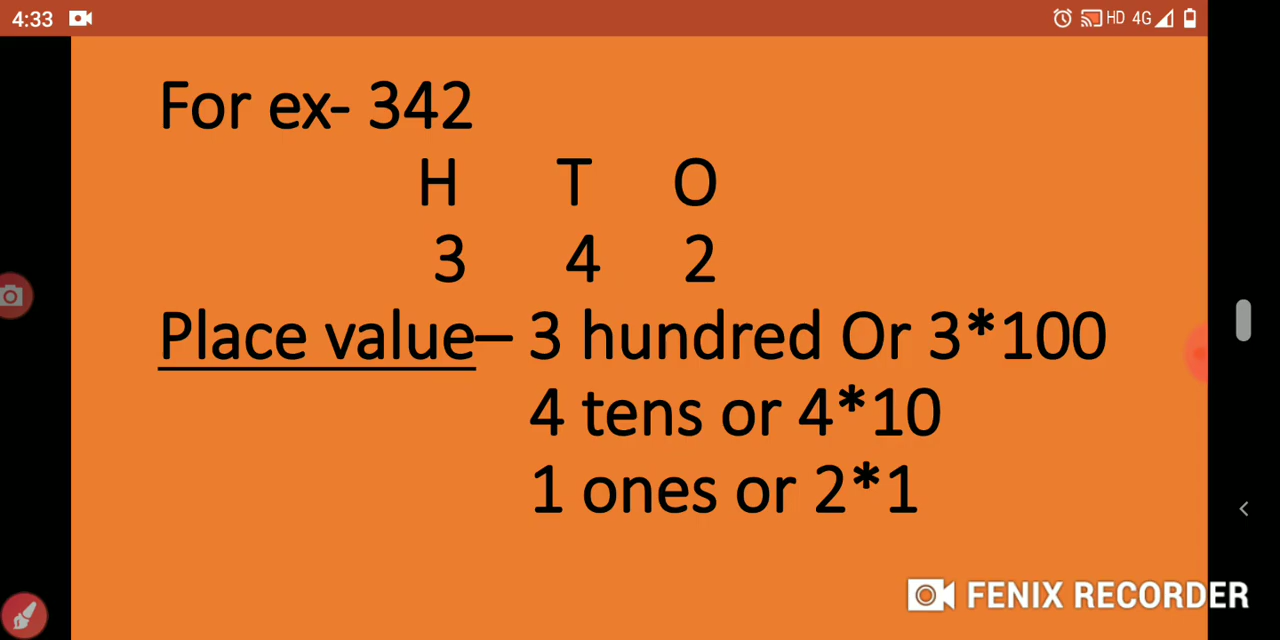 4:33 HD 4G
For ex- 342
H T O
3 4 2
Place value– 3 hundred Or 3*100
4 tens or 4*10
1 ones or 2*1
FENIX RECORDER